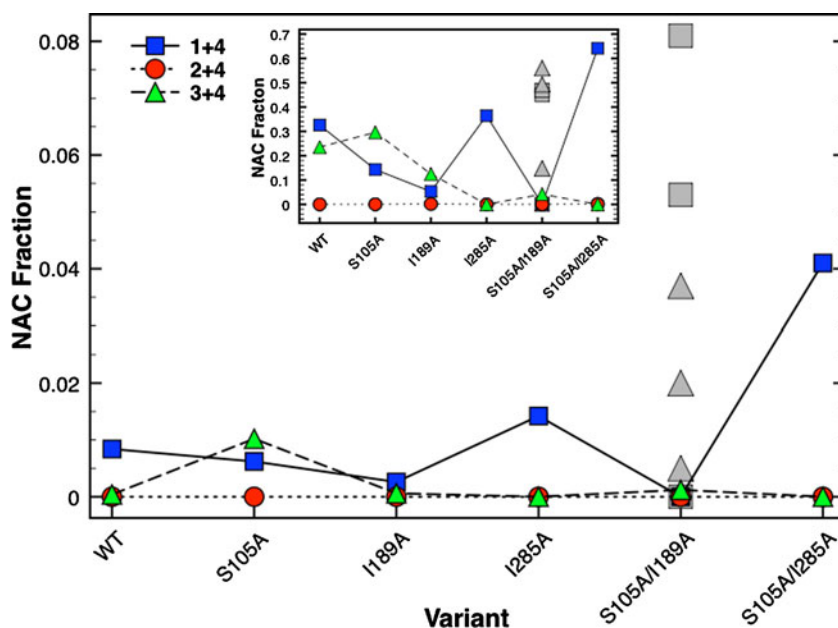 0.08
0.06
0.04
0.02
0
NAC Fraction
1+4
2+4
3+4
0.7
0.6
0.5
0.4
0.3
0.2
0.1
0
NAC Fracton
WT
S105A
I189A
I285A
S105A/I189A
S105A/I285A
WT
S105A
I189A
I285A
S105A/I189A
S105A/I285A
Variant